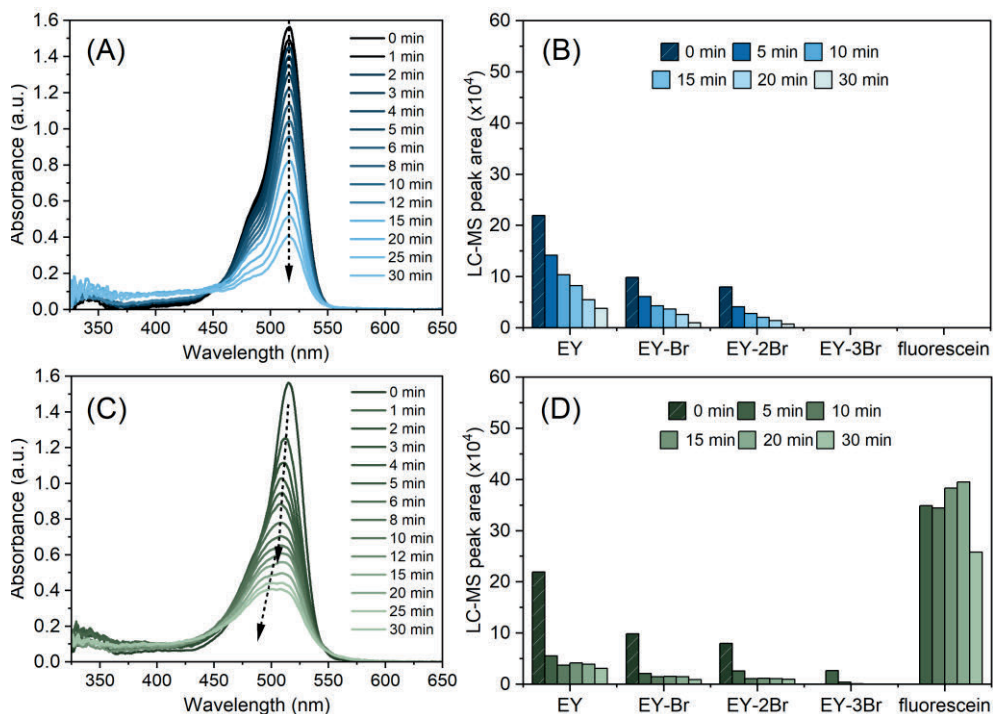 (A)
1.6
1.4
1.2
1.0
0.8
0.6
0.4
0.2
0.0
Absorbance (a.u.)
350 400 450 500 550 600 650
Wavelength (nm)
0 min
1 min
2 min
3 min
4 min
5 min
6 min
8 min
10 min
12 min
15 min
20 min
25 min
30 min
(B)
60
50
40
30
20
10
0
LC-MS peak area (x10⁴)
0 min 5 min 10 min
15 min 20 min 30 min
EY EY-Br EY-2Br EY-3Br fluorescein
(C)
1.6
1.4
1.2
1.0
0.8
0.6
0.4
0.2
0.0
Absorbance (a.u.)
350 400 450 500 550 600 650
Wavelength (nm)
0 min
1 min
2 min
3 min
4 min
5 min
6 min
8 min
10 min
12 min
15 min
20 min
25 min
30 min
(D)
60
50
40
30
20
10
0
LC-MS peak area (x10⁴)
0 min 5 min 10 min
15 min 20 min 30 min
EY EY-Br EY-2Br EY-3Br fluorescein